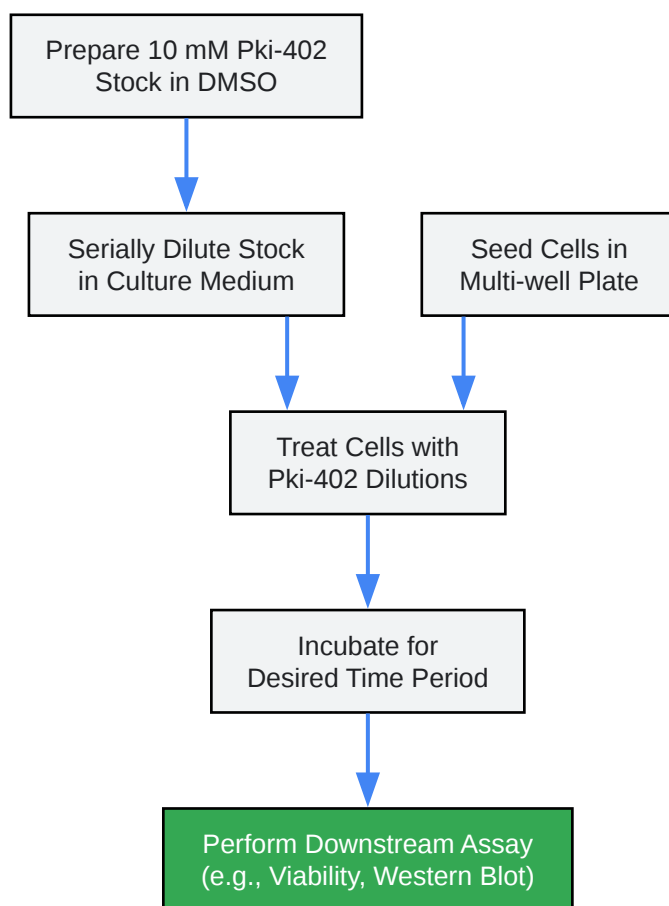 Prepare 10 mM Pki-402
Stock in DMSO
Serially Dilute Stock
in Culture Medium
Seed Cells in
Multi-well Plate
Treat Cells with
Pki-402 Dilutions
Incubate for
Desired Time Period
Perform Downstream Assay
(e.g., Viability, Western Blot)